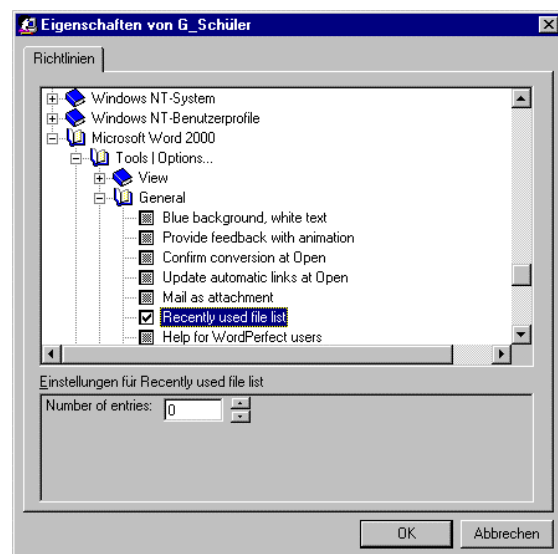 Eigenschaften von G_Schüler
Richtlinien
Windows NT-System
Windows NT-Benutzerprofile
Microsoft Word 2000
Tools | Options...
View
General
Blue background, white text
Provide feedback with animation
Confirm conversion at Open
Update automatic links at Open
Mail as attachment
Recently used file list
Help for WordPerfect users
Einstellungen für Recently used file list
Number of entries: 0
OK Abbrechen